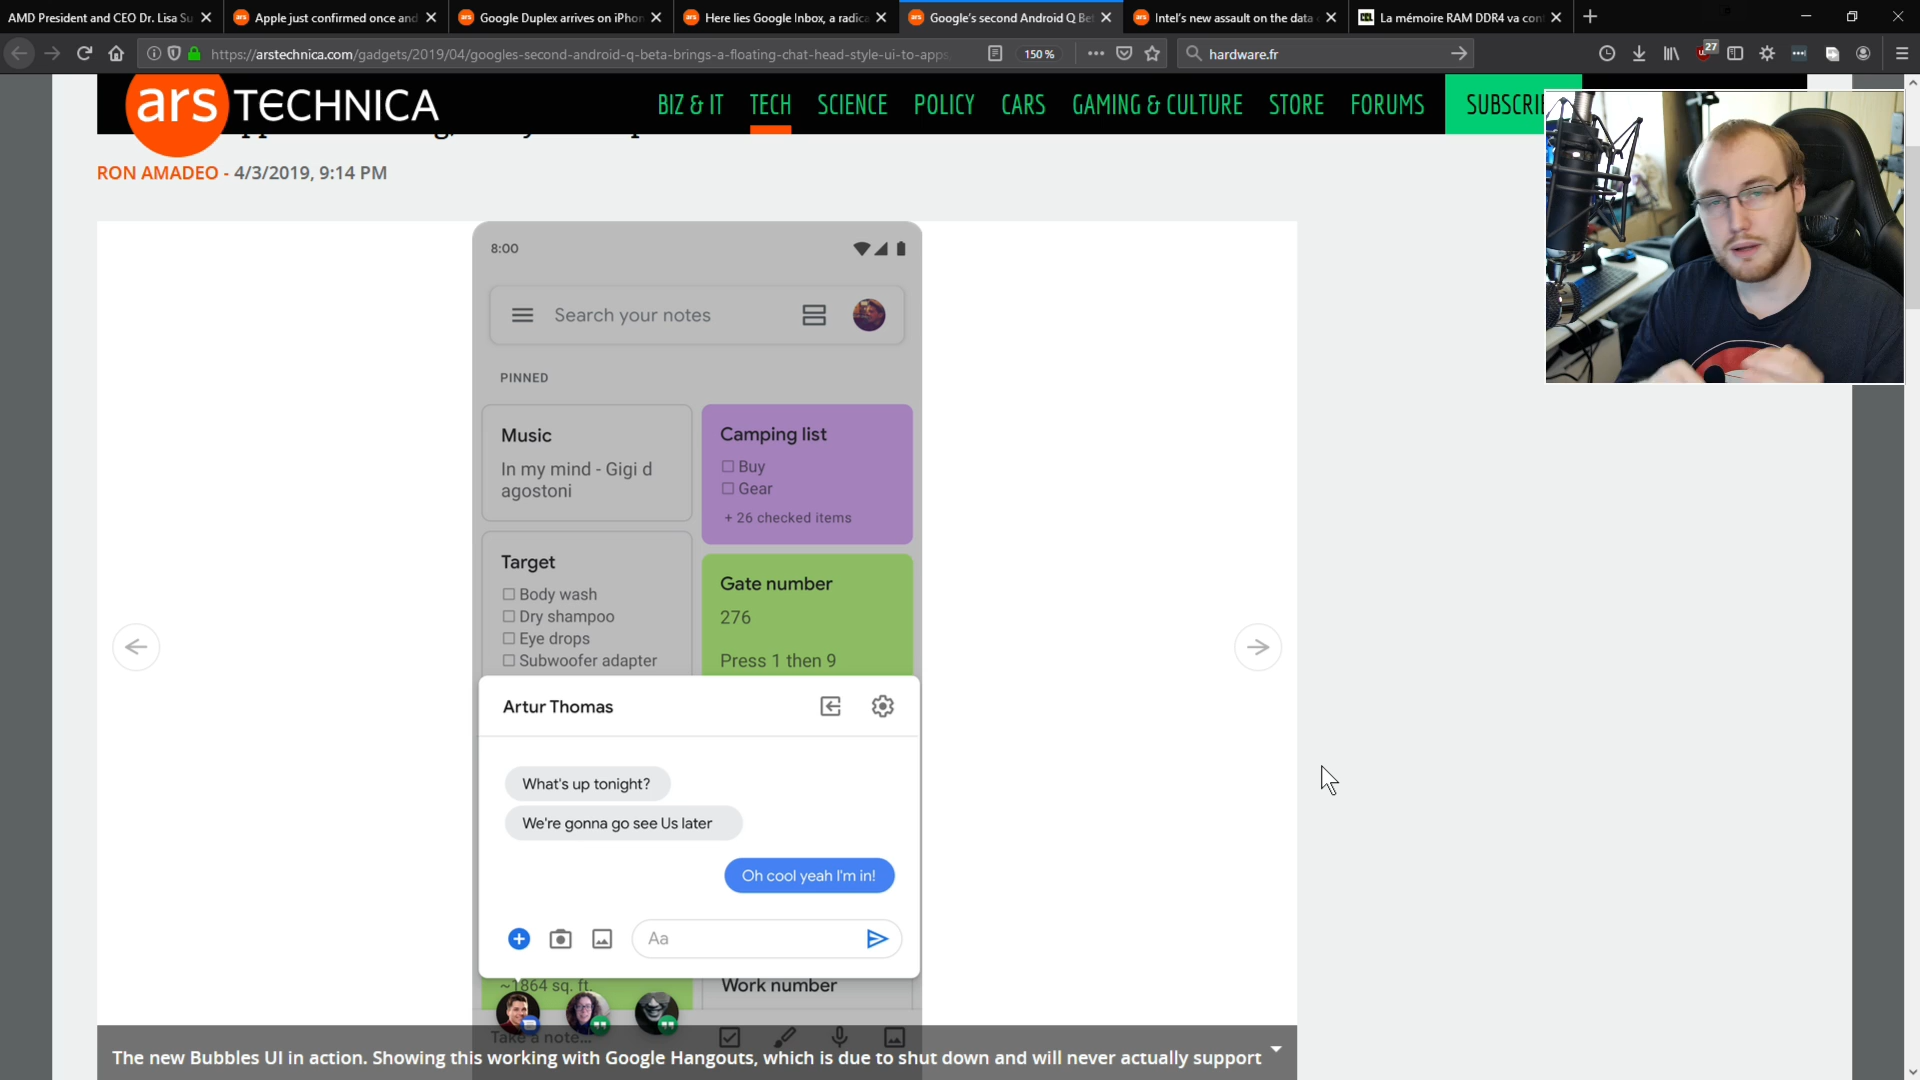 AMD President and CEO Dr. Lisa Su
Apple just confirmed once and
Google Duplex arrives on iPhon
Here lies Google Inbox, a radica
Google's second Android Q Bet
Intel's new assault on the data
La mémoire RAM DDR4 va con
https://arstechnica.com/gadgets/2019/04/googles-second-android-q-beta-brings-a-floating-chat-head-style-ui-to-apps
150%
hardware.fr
27
ars TECHNICA
BIZ & IT
TECH
SCIENCE
POLICY
CARS
GAMING & CULTURE
STORE
FORUMS
SUBSCRI
RON AMADEO - 4/3/2019, 9:14 PM
8:00
Search your notes
PINNED
Music
In my mind - Gigi d
agostoni
Camping list
Buy
Gear
+ 26 checked items
Target
Body wash
Dry shampoo
Eye drops
Subwoofer adapter
Gate number
276
Press 1 then 9
Artur Thomas
What's up tonight?
We're gonna go see Us later
Oh cool yeah I'm in!
Aa
~1864 sq. ft.
Work number
Take a note...
The new Bubbles UI in action. Showing this working with Google Hangouts, which is due to shut down and will never actually support